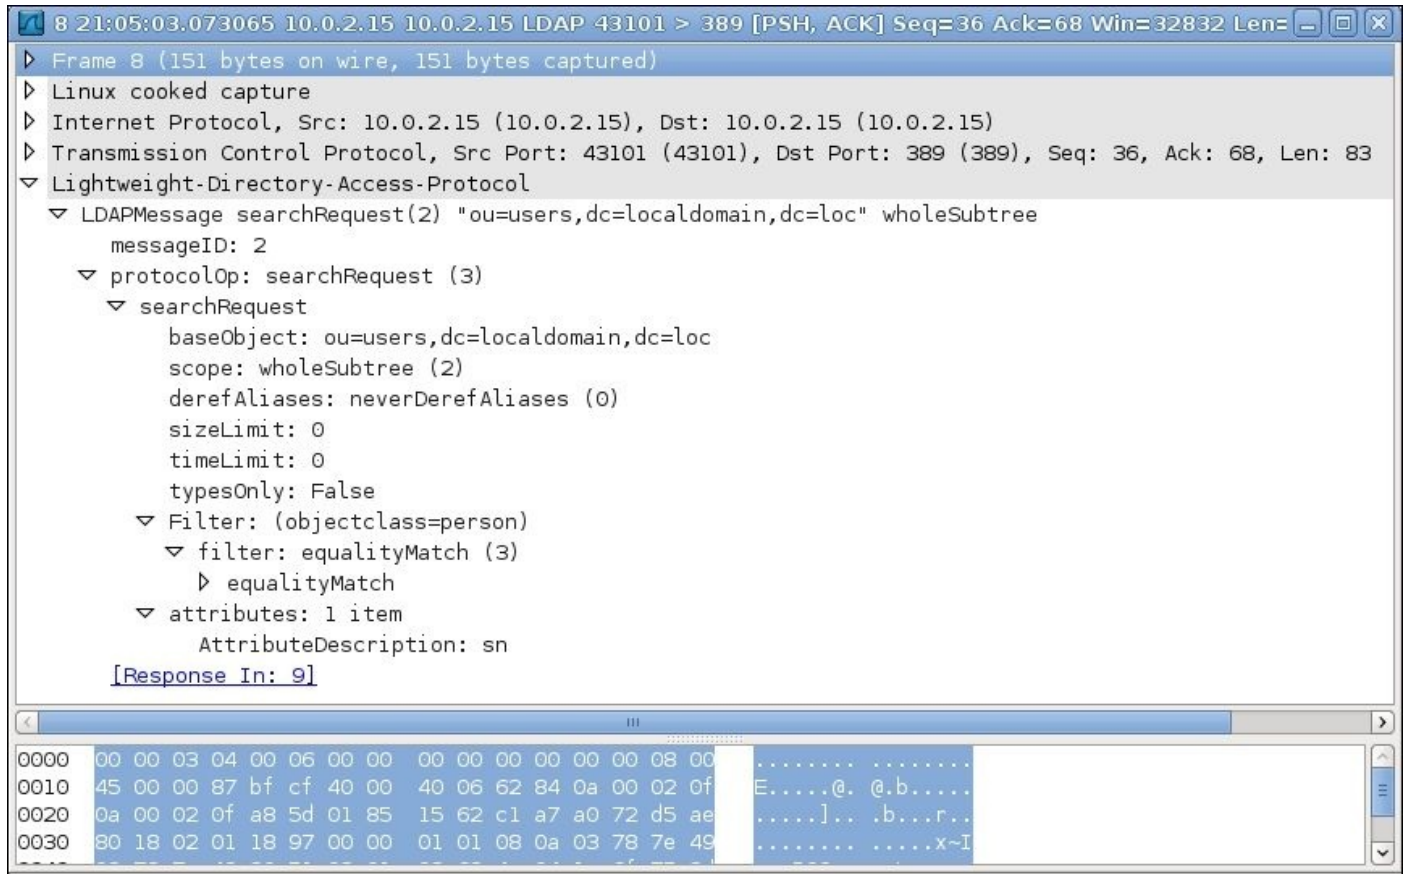 8 21:05:03.073065 10.0.2.15 10.0.2.15 LDAP 43101 > 389 [PSH, ACK] Seq=36 Ack=68 Win=32832 Len=
Frame 8 (151 bytes on wire, 151 bytes captured)
Linux cooked capture
Internet Protocol, Src: 10.0.2.15 (10.0.2.15), Dst: 10.0.2.15 (10.0.2.15)
Transmission Control Protocol, Src Port: 43101 (43101), Dst Port: 389 (389), Seq: 36, Ack: 68, Len: 83
Lightweight-Directory-Access-Protocol
LDAPMessage searchRequest(2) "ou=users,dc=localdomain,dc=loc" wholeSubtree
messageID: 2
protocolOp: searchRequest (3)
searchRequest
baseObject: ou=users,dc=localdomain,dc=loc
scope: wholeSubtree (2)
derefAliases: neverDerefAliases (0)
sizeLimit: 0
timeLimit: 0
typesOnly: False
Filter: (objectclass=person)
filter: equalityMatch (3)
equalityMatch
attributes: 1 item
AttributeDescription: sn
[Response In: 9]
0000 00 00 03 04 00 06 00 00 00 00 00 00 00 00 08 00 ........ ........
0010 45 00 00 87 bf cf 40 00 40 06 62 84 0a 00 02 0f E.....@. @.b.....
0020 0a 00 02 0f a8 5d 01 85 15 62 c1 a7 a0 72 d5 ae .....].. .b...r..
0030 80 18 02 01 18 97 00 00 01 01 08 0a 03 78 7e 49 ........ .....x~I